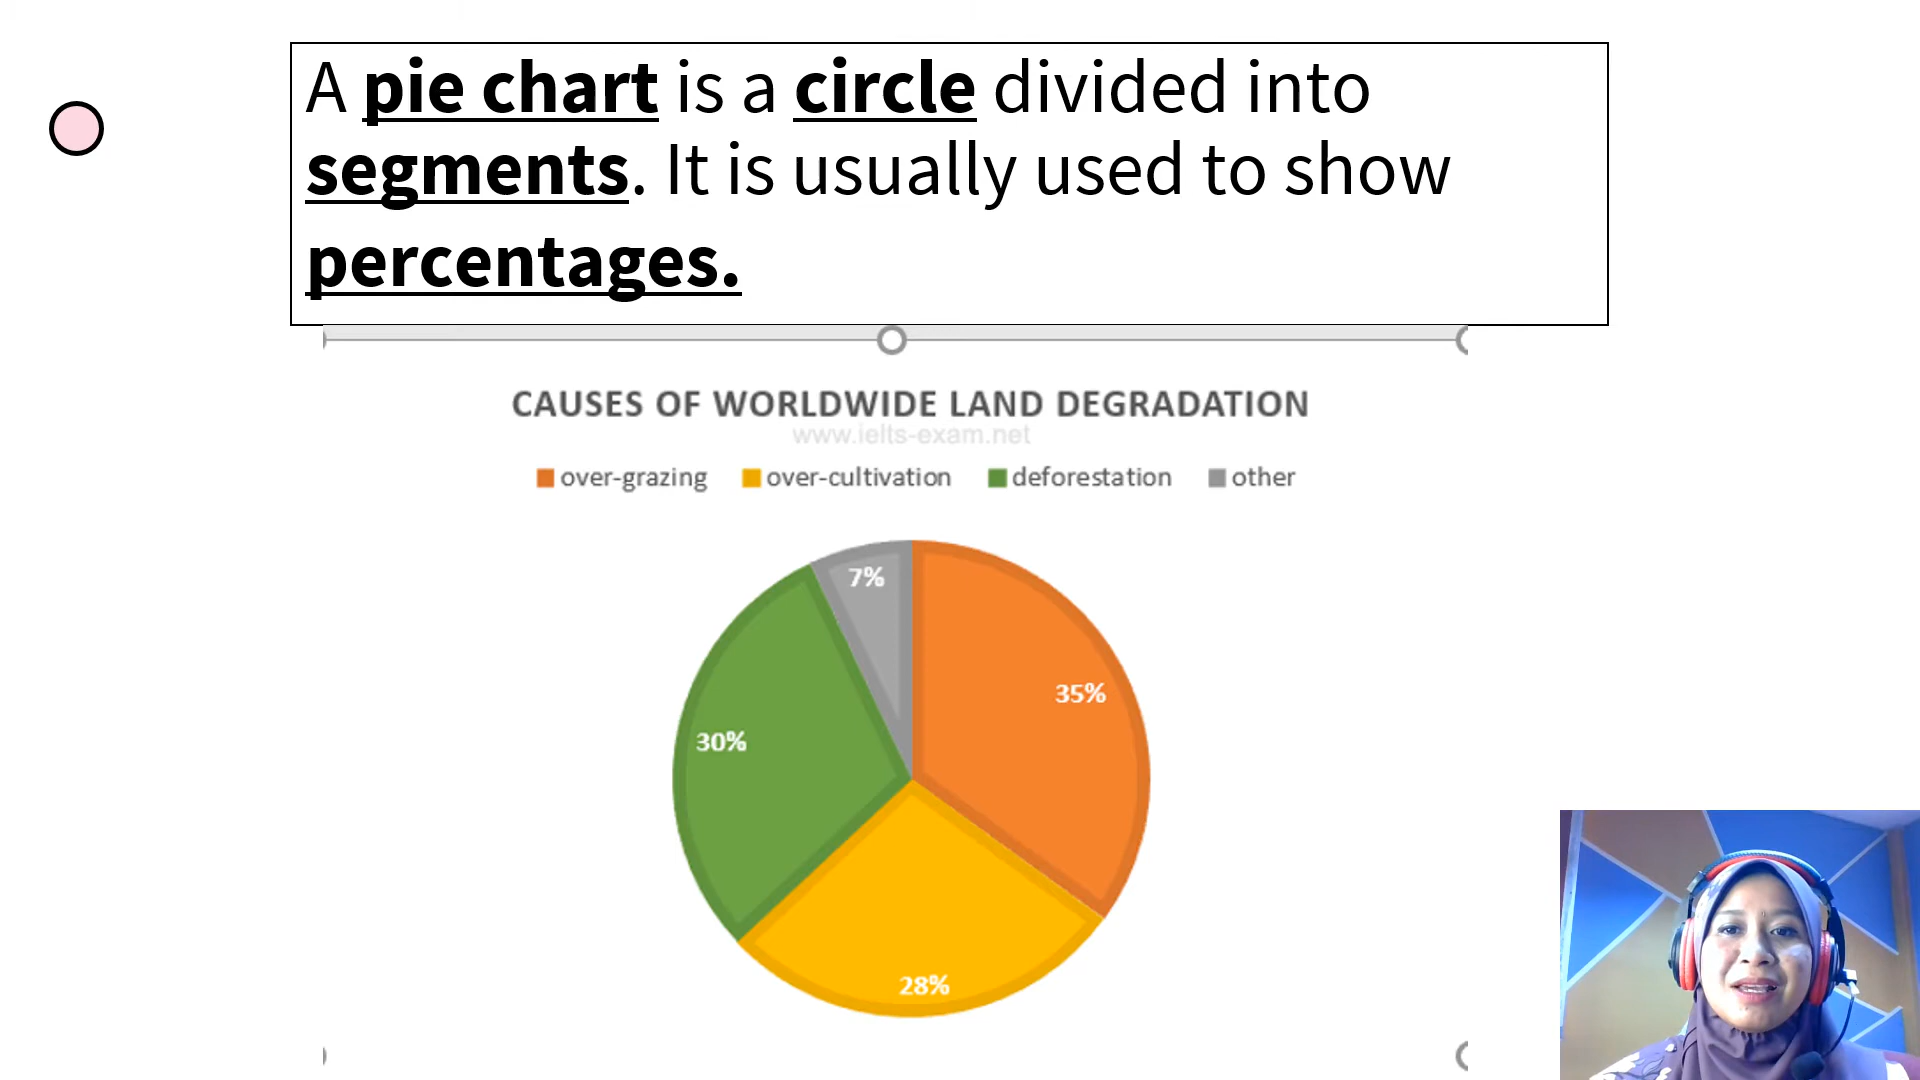 A pie chart is a circle divided into
segments. It is usually used to show
percentages.
CAUSES OF WORLDWIDE LAND DEGRADATION
www.ielts-exam.net
over-grazing over-cultivation deforestation other
7%
35%
30%
28%